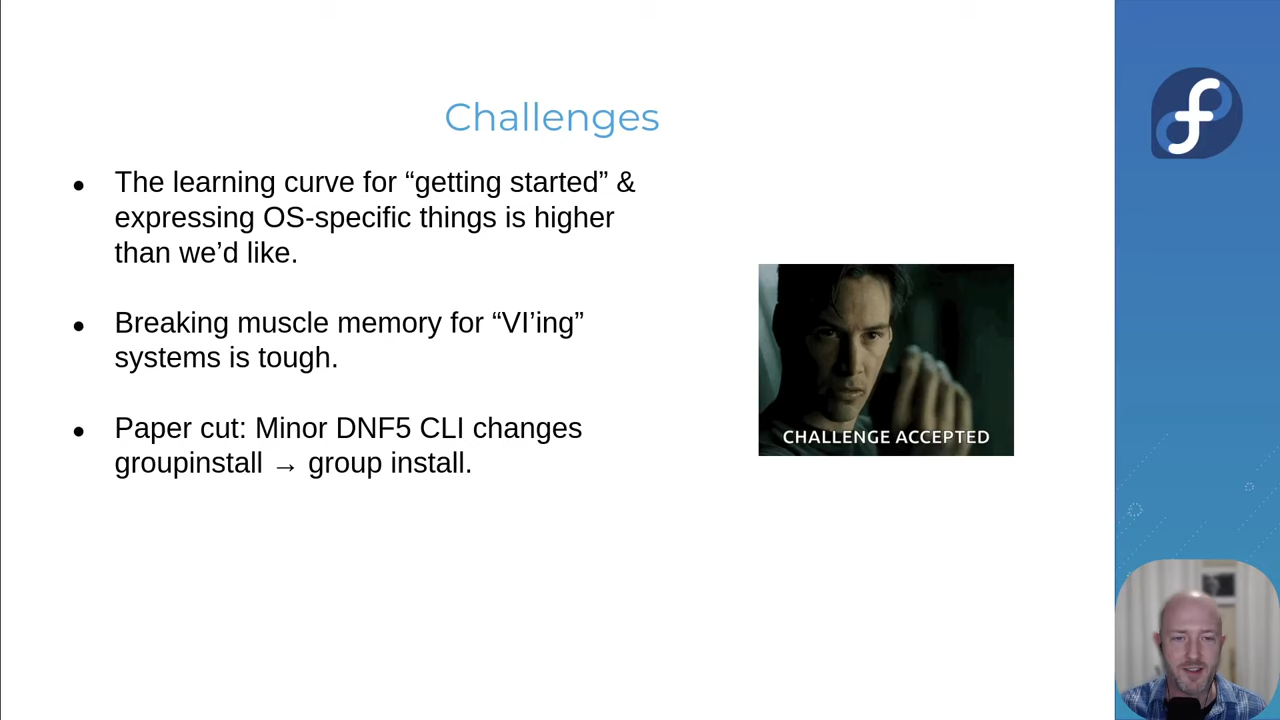 Challenges
● The learning curve for “getting started” &
expressing OS-specific things is higher
than we’d like.
● Breaking muscle memory for “VI’ing”
systems is tough.
● Paper cut: Minor DNF5 CLI changes
groupinstall → group install.
CHALLENGE ACCEPTED